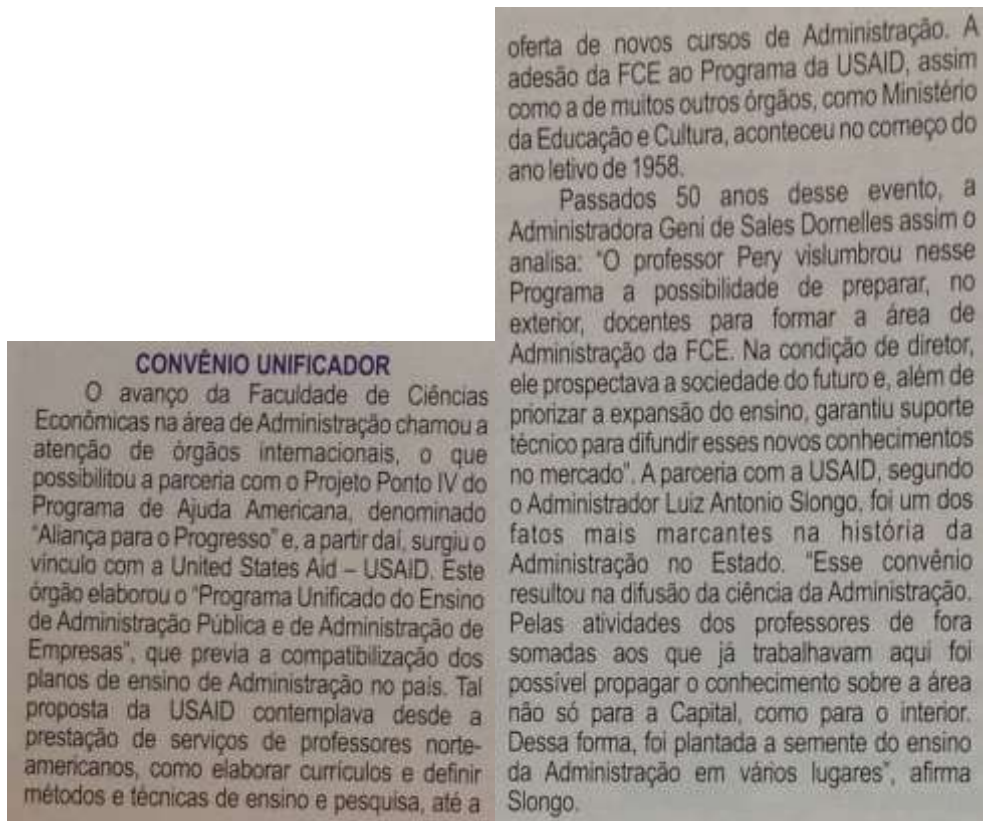 CONVÊNIO UNIFICADOR
O avanço da Faculdade de Ciências
Econômicas na área de Administração chamou a
atenção de órgãos internacionais, o que
possibilitou a parceria com o Projeto Ponto IV do
Programa de Ajuda Americana, denominado
"Aliança para o Progresso" e, a partir daí, surgiu o
vínculo com a United States Aid – USAID. Este
órgão elaborou o "Programa Unificado do Ensino
de Administração Pública e de Administração de
Empresas", que previa a compatibilização dos
planos de ensino de Administração no país. Tal
proposta da USAID contemplava desde a
prestação de serviços de professores norte-
americanos, como elaborar currículos e definir
métodos e técnicas de ensino e pesquisa, até a
oferta de novos cursos de Administração. A
adesão da FCE ao Programa da USAID, assim
como a de muitos outros órgãos, como Ministério
da Educação e Cultura, aconteceu no começo do
ano letivo de 1958.
Passados 50 anos desse evento, a
Administradora Geni de Sales Dornelles assim o
analisa: "O professor Pery vislumbrou nesse
Programa a possibilidade de preparar, no
exterior, docentes para formar a área de
Administração da FCE. Na condição de diretor,
ele prospectava a sociedade do futuro e, além de
priorizar a expansão do ensino, garantiu suporte
técnico para difundir esses novos conhecimentos
no mercado". A parceria com a USAID, segundo
o Administrador Luiz Antonio Slongo, foi um dos
fatos mais marcantes na história da
Administração no Estado. "Esse convênio
resultou na difusão da ciência da Administração.
Pelas atividades dos professores de fora
somadas aos que já trabalhavam aqui foi
possível propagar o conhecimento sobre a área
não só para a Capital, como para o interior.
Dessa forma, foi plantada a semente do ensino
da Administração em vários lugares", afirma
Slongo.